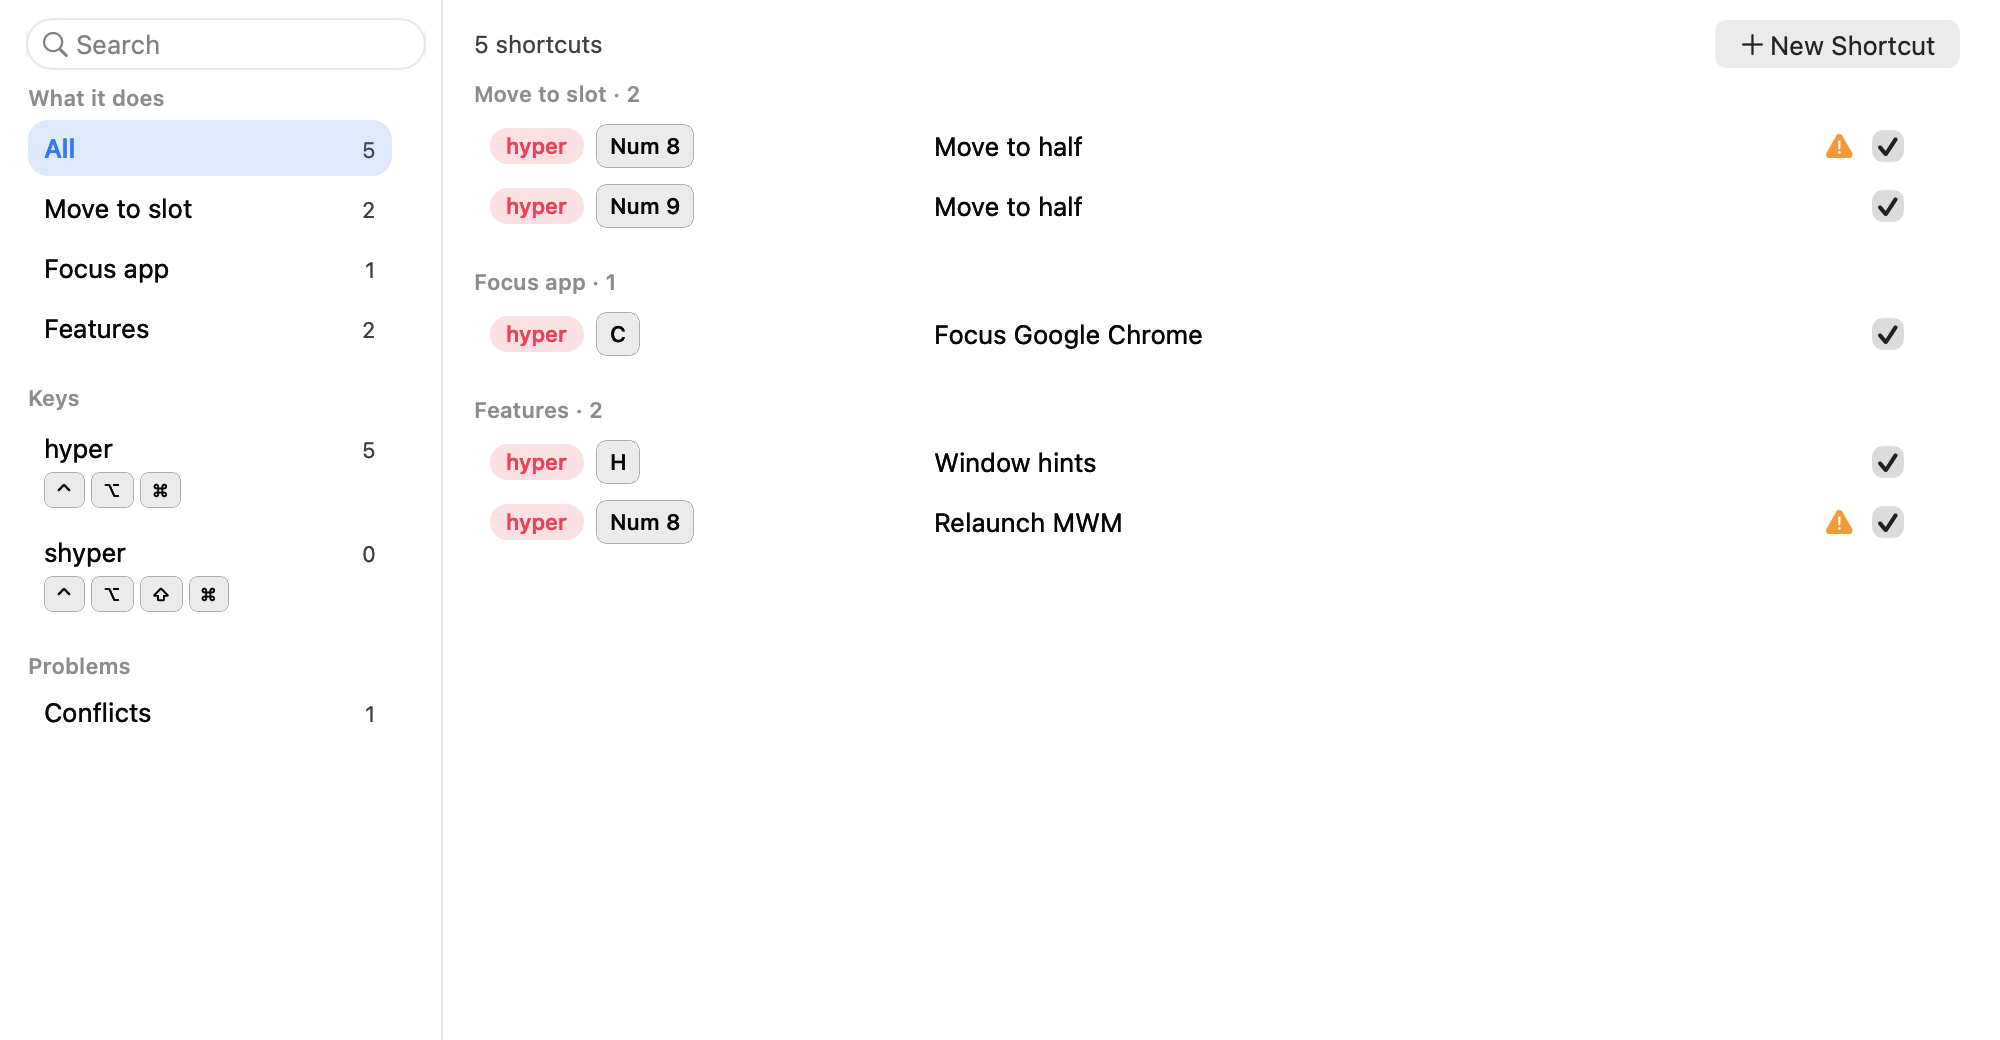 Search
What it does
All 5
Move to slot 2
Focus app 1
Features 2
Keys
hyper 5
^ ⌥ ⌘
shyper 0
^ ⌥ ⇧ ⌘
Problems
Conflicts 1
5 shortcuts
+ New Shortcut
Move to slot · 2
hyper Num 8 Move to half
hyper Num 9 Move to half
Focus app · 1
hyper C Focus Google Chrome
Features · 2
hyper H Window hints
hyper Num 8 Relaunch MWM